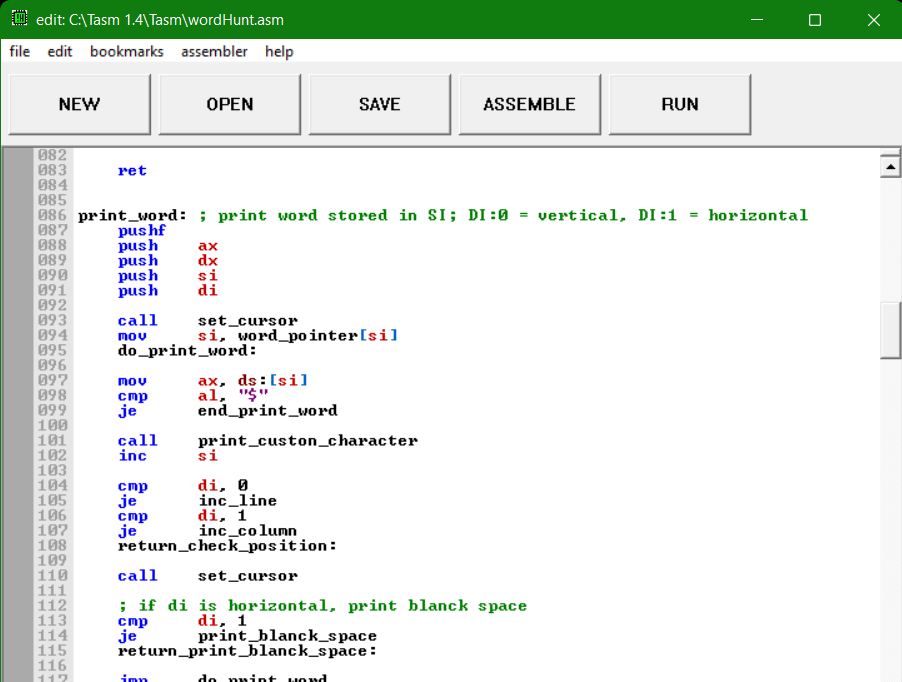 edit: C:\Tasm 1.4\Tasm\wordHunt.asm
file edit bookmarks assembler help
NEW OPEN SAVE ASSEMBLE RUN
082
083 ret
084
085
086 print_word: ; print word stored in SI; DI:0 = vertical, DI:1 = horizontal
087 pushf
088 push ax
089 push dx
090 push si
091 push di
092
093 call set_cursor
094 mov si, word_pointer[si]
095 do_print_word:
096
097 mov ax, ds:[si]
098 cmp al, "$"
099 je end_print_word
100
101 call print_custon_character
102 inc si
103
104 cmp di, 0
105 je inc_line
106 cmp di, 1
107 je inc_column
108 return_check_position:
109
110 call set_cursor
111
112 ; if di is horizontal, print blanck space
113 cmp di, 1
114 je print_blanck_space
115 return_print_blanck_space:
116
117 jmp do_print_word